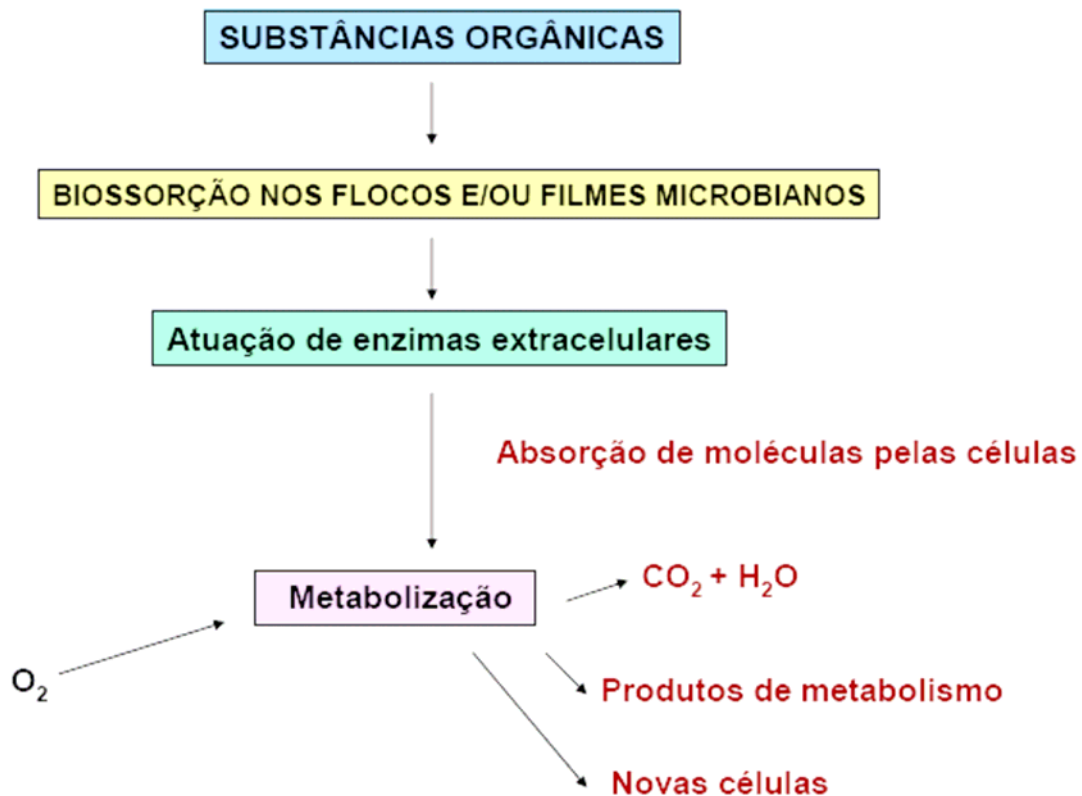 SUBSTÂNCIAS ORGÂNICAS
BIOSSORÇÃO NOS FLOCOS E/OU FILMES MICROBIANOS
Atuação de enzimas extracelulares
Absorção de moléculas pelas células
CO₂ + H₂O
Metabolização
O₂
Produtos de metabolismo
Novas células